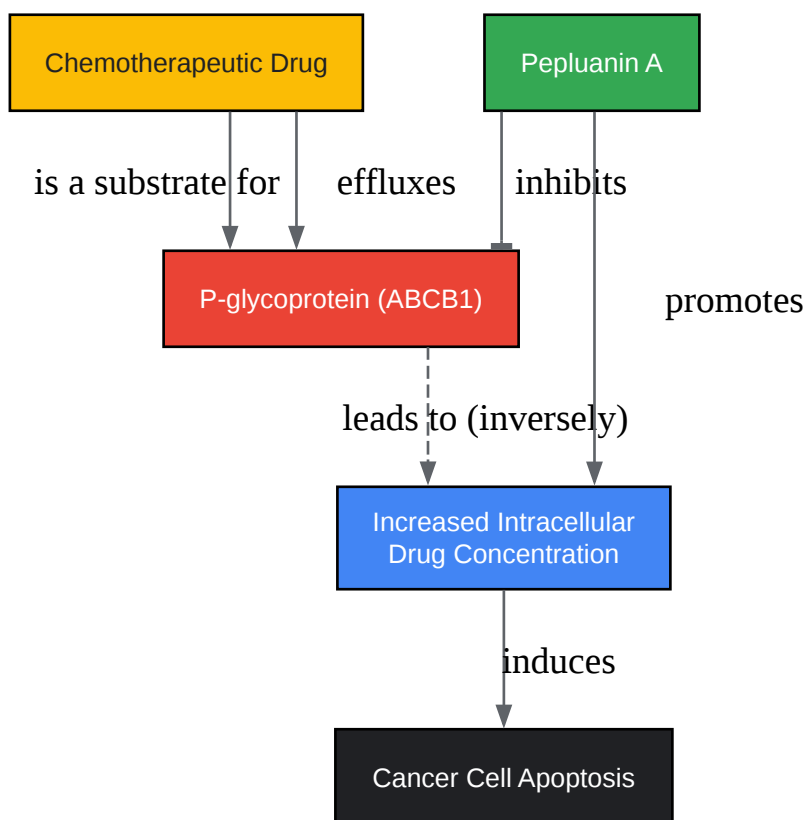 Chemotherapeutic Drug
Pepluanin A
is a substrate for
effluxes
inhibits
P-glycoprotein (ABCB1)
promotes
leads to (inversely)
Increased Intracellular
Drug Concentration
induces
Cancer Cell Apoptosis